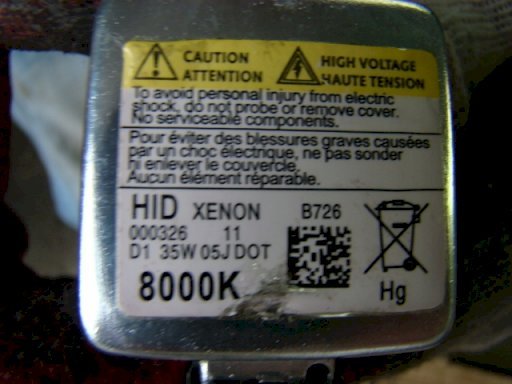 CAUTION
ATTENTION
HIGH VOLTAGE
HAUTE TENSION
To avoid personal injury from electric
shock, do not probe or remove cover.
No serviceable components.
Pour éviter des blessures graves causées
par un choc électrique, ne pas sonder
ni enlever le couvercle.
Aucun élément réparable.
HID XENON B726
000326 11
D1 35W 05J DOT
8000K
Hg